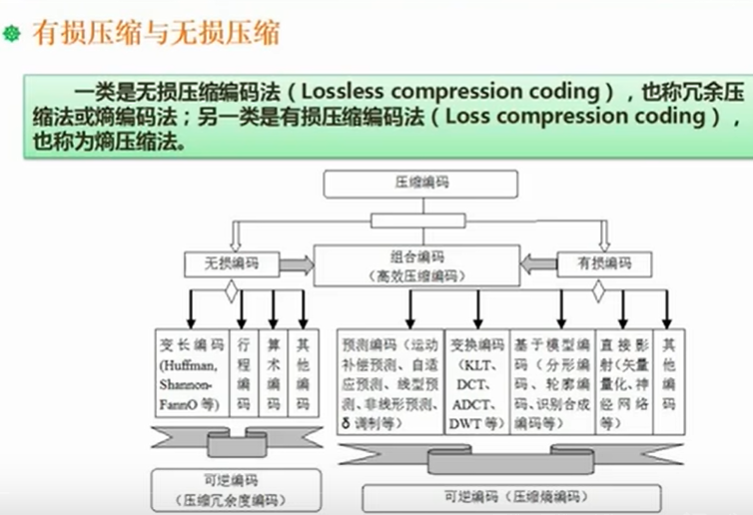 有损压缩与无损压缩
一类是无损压缩编码法（Lossless compression coding），也称冗余压
缩法或熵编码法；另一类是有损压缩编码法（Loss compression coding），
也称为熵压缩法。
压缩编码
无损编码
组合编码
（高效压缩编码）
有损编码
变长编码
(Huffman,
Shannon-
FannO 等)
行程编码
算术编码
其他编码
预测编码（运动
补偿预测、自适
应预测、线型预
测、非线形预测、
δ 调制等）
变换编码
(KLT、
DCT、
ADCT、
DWT 等)
基于模型编
码（分形编
码、轮廓编
码、识别合成
编码等）
直接影
射(矢量
量化、神
经网络
等)
其他编码
可逆编码
（压缩冗余度编码）
可逆编码（压缩熵编码）